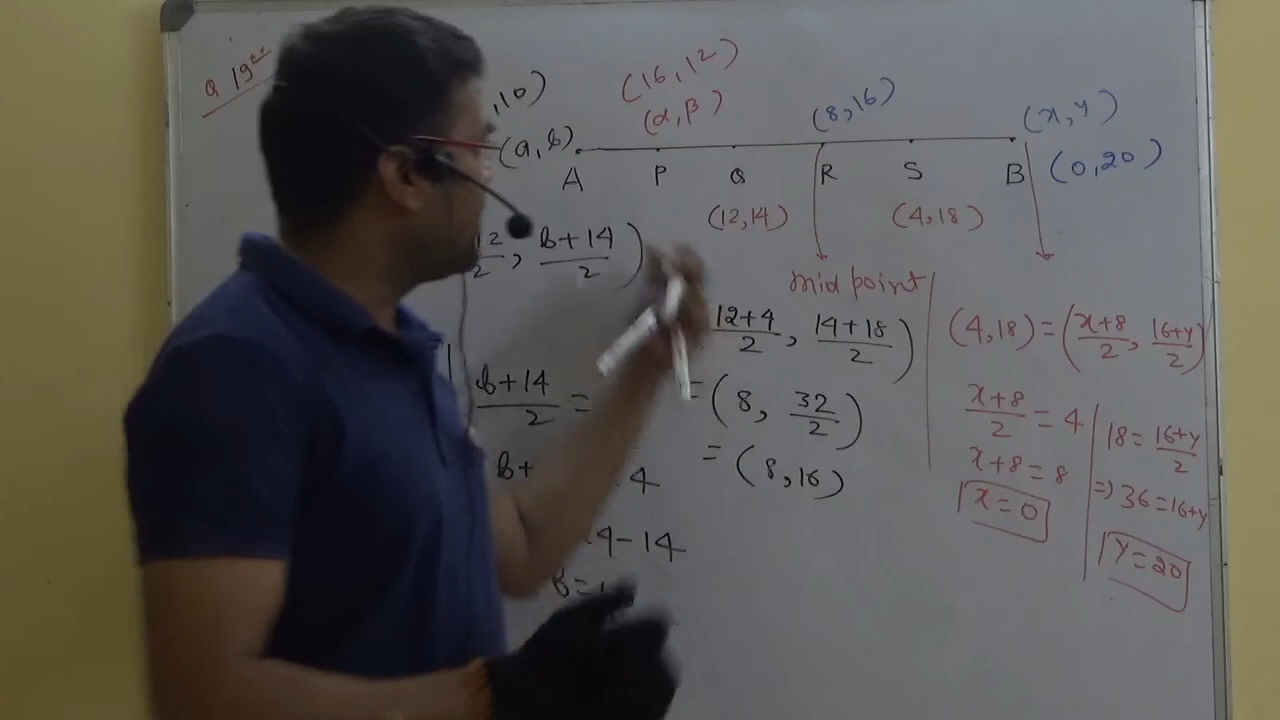 Q 19
,10)
(a,b)
(16,12)
(α,β)
(8,16)
(x,y)
(0,20)
A P Q R S B
(12,14)
(4,18)
12/2, b+14/2)
b+14/2 =
b+ 4
4-14
b=
mid point
12+4/2, 14+18/2)
=(8, 32/2)
=(8,16)
(4,18)=(x+8/2, 16+y/2)
x+8/2=4
x+8=8
x=0
18=16+y/2
=>36=16+y
y=20